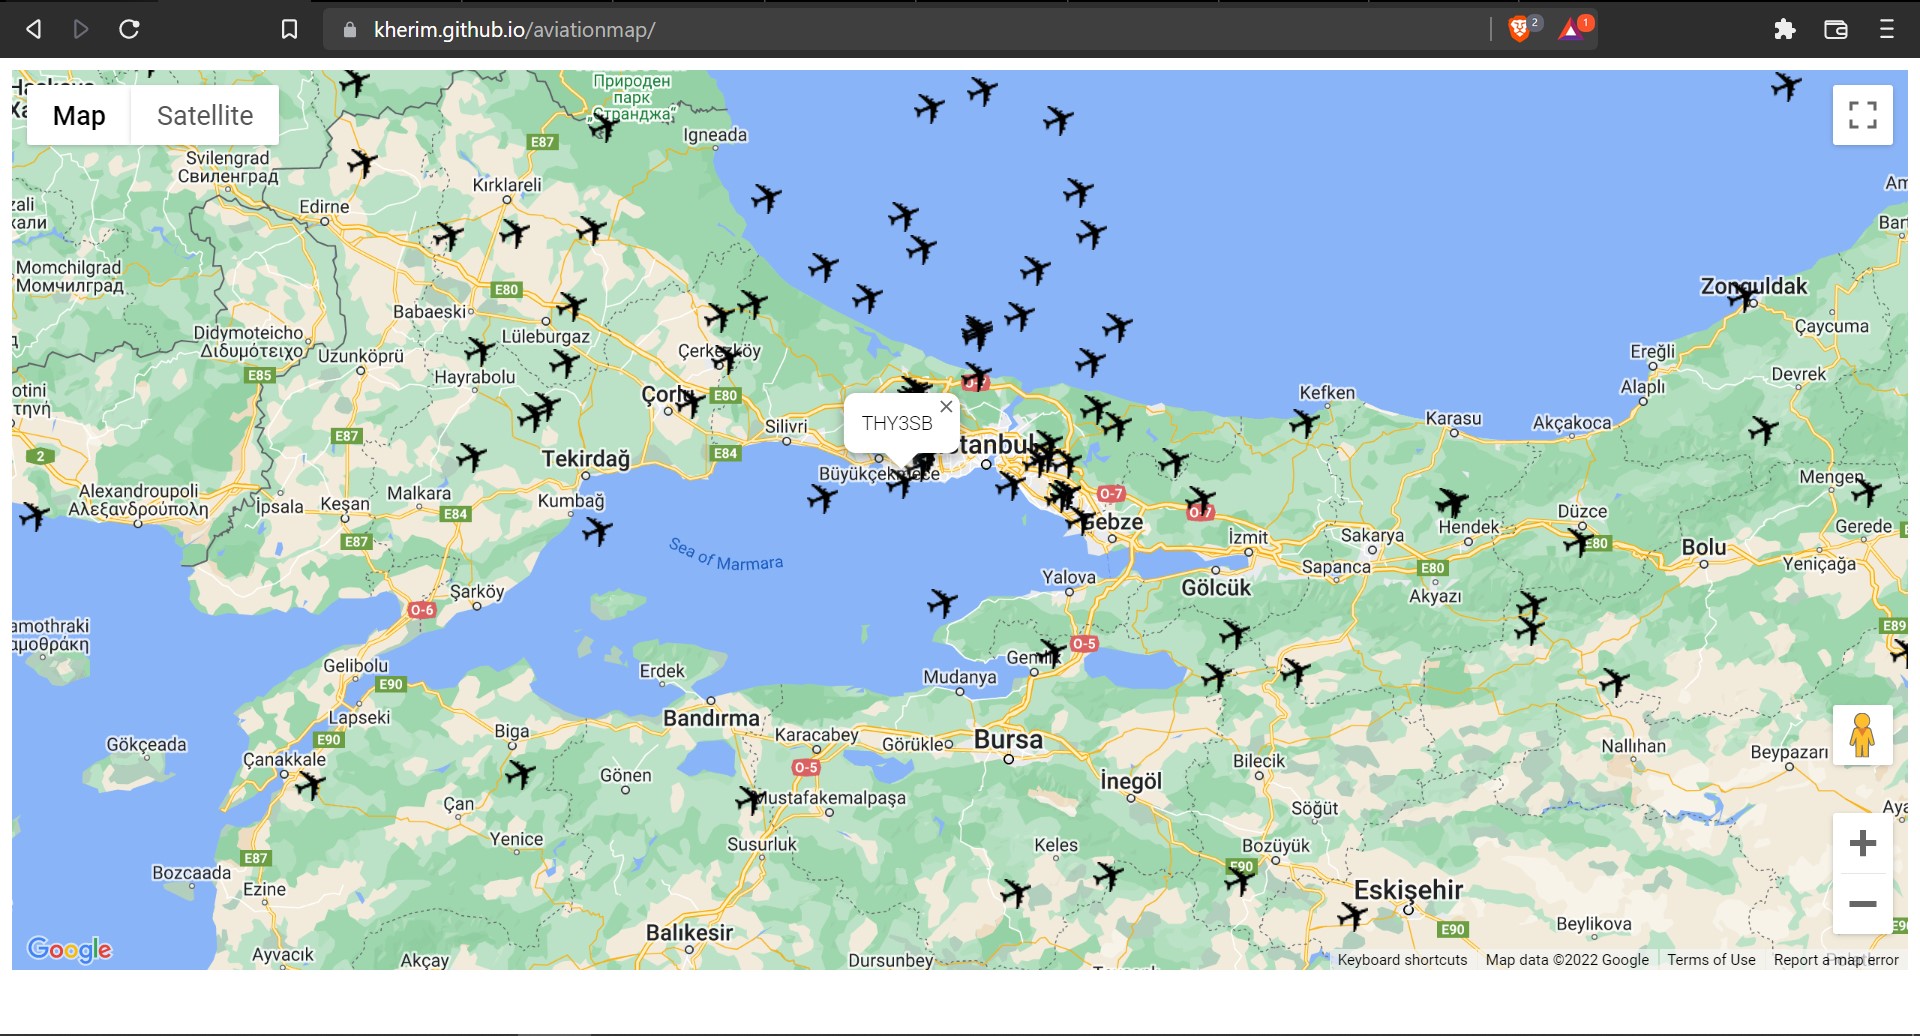 kherim.github.io/aviationmap/
2
1
Map
Satellite
Природен
парк
„Странджа“
Igneada
E87
Svilengrad
Свиленград
Kırklareli
Edirne
Momchilgrad
Момчилград
E80
Babaeski
Lüleburgaz
Didymoteicho
Διδυμότειχο
Uzunköprü
E85
Hayrabolu
Çerkezköy
Çorlu
E80
Silivri
E87
E84
2
Tekirdağ
THY3SB
Büyükçekmece
Kefken
Karasu
Akçakoca
Zonguldak
Çaycuma
Ereğli
Alaplı
Devrek
Alexandroupoli
Αλεξανδρούπολη
İpsala
Keşan
Malkara
E84
Kumbağ
E87
O-7
O-7
Gebze
İzmit
Sakarya
Hendek
Düzce
E80
Mengen
Gerede
Bolu
Yeniçağa
Sea of Marmara
Yalova
Gölcük
Sapanca
E80
Akyazı
Şarköy
O-6
E89
Gelibolu
E90
Erdek
Gemlik
O-5
Mudanya
Lapseki
Bandırma
E90
Gökçeada
Biga
Karacabey
Görükle
Bursa
Nallıhan
Beypazarı
Çanakkale
O-5
Gönen
Bilecik
İnegöl
Çan
Mustafakemalpaşa
Söğüt
Yenice
Susurluk
Keles
Bozüyük
E87
E90
Bozcaada
Ezine
Eskişehir
Balıkesir
E90
Beylikova
Google
Ayvacık
Akçay
Dursunbey
Keyboard shortcuts
Map data ©2022 Google
Terms of Use
Report a map error